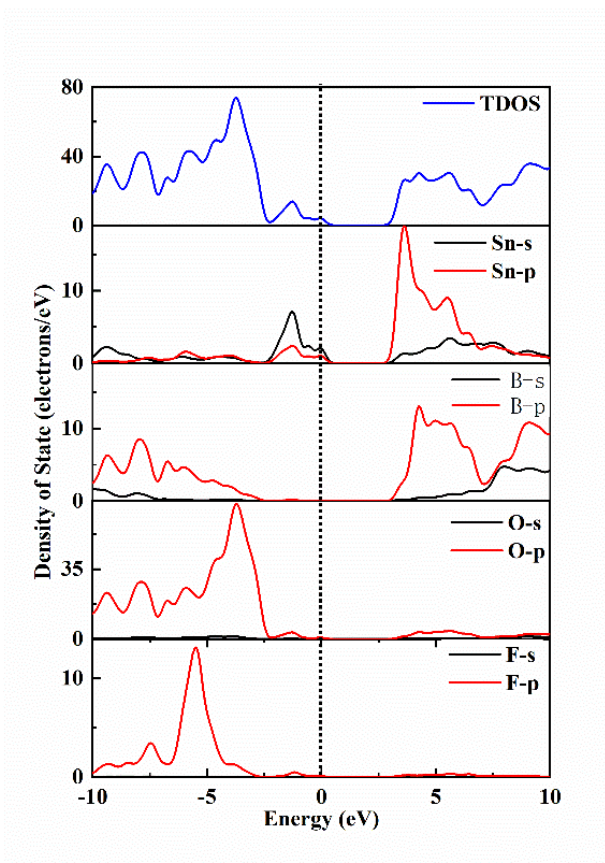 80
TDOS
40
0
Sn-s
Sn-p
10
0
B-s
B-p
10
0
O-s
O-p
35
0
F-s
F-p
10
0
-10 -5 0 5 10
Energy (eV)
Density of State (electrons/eV)